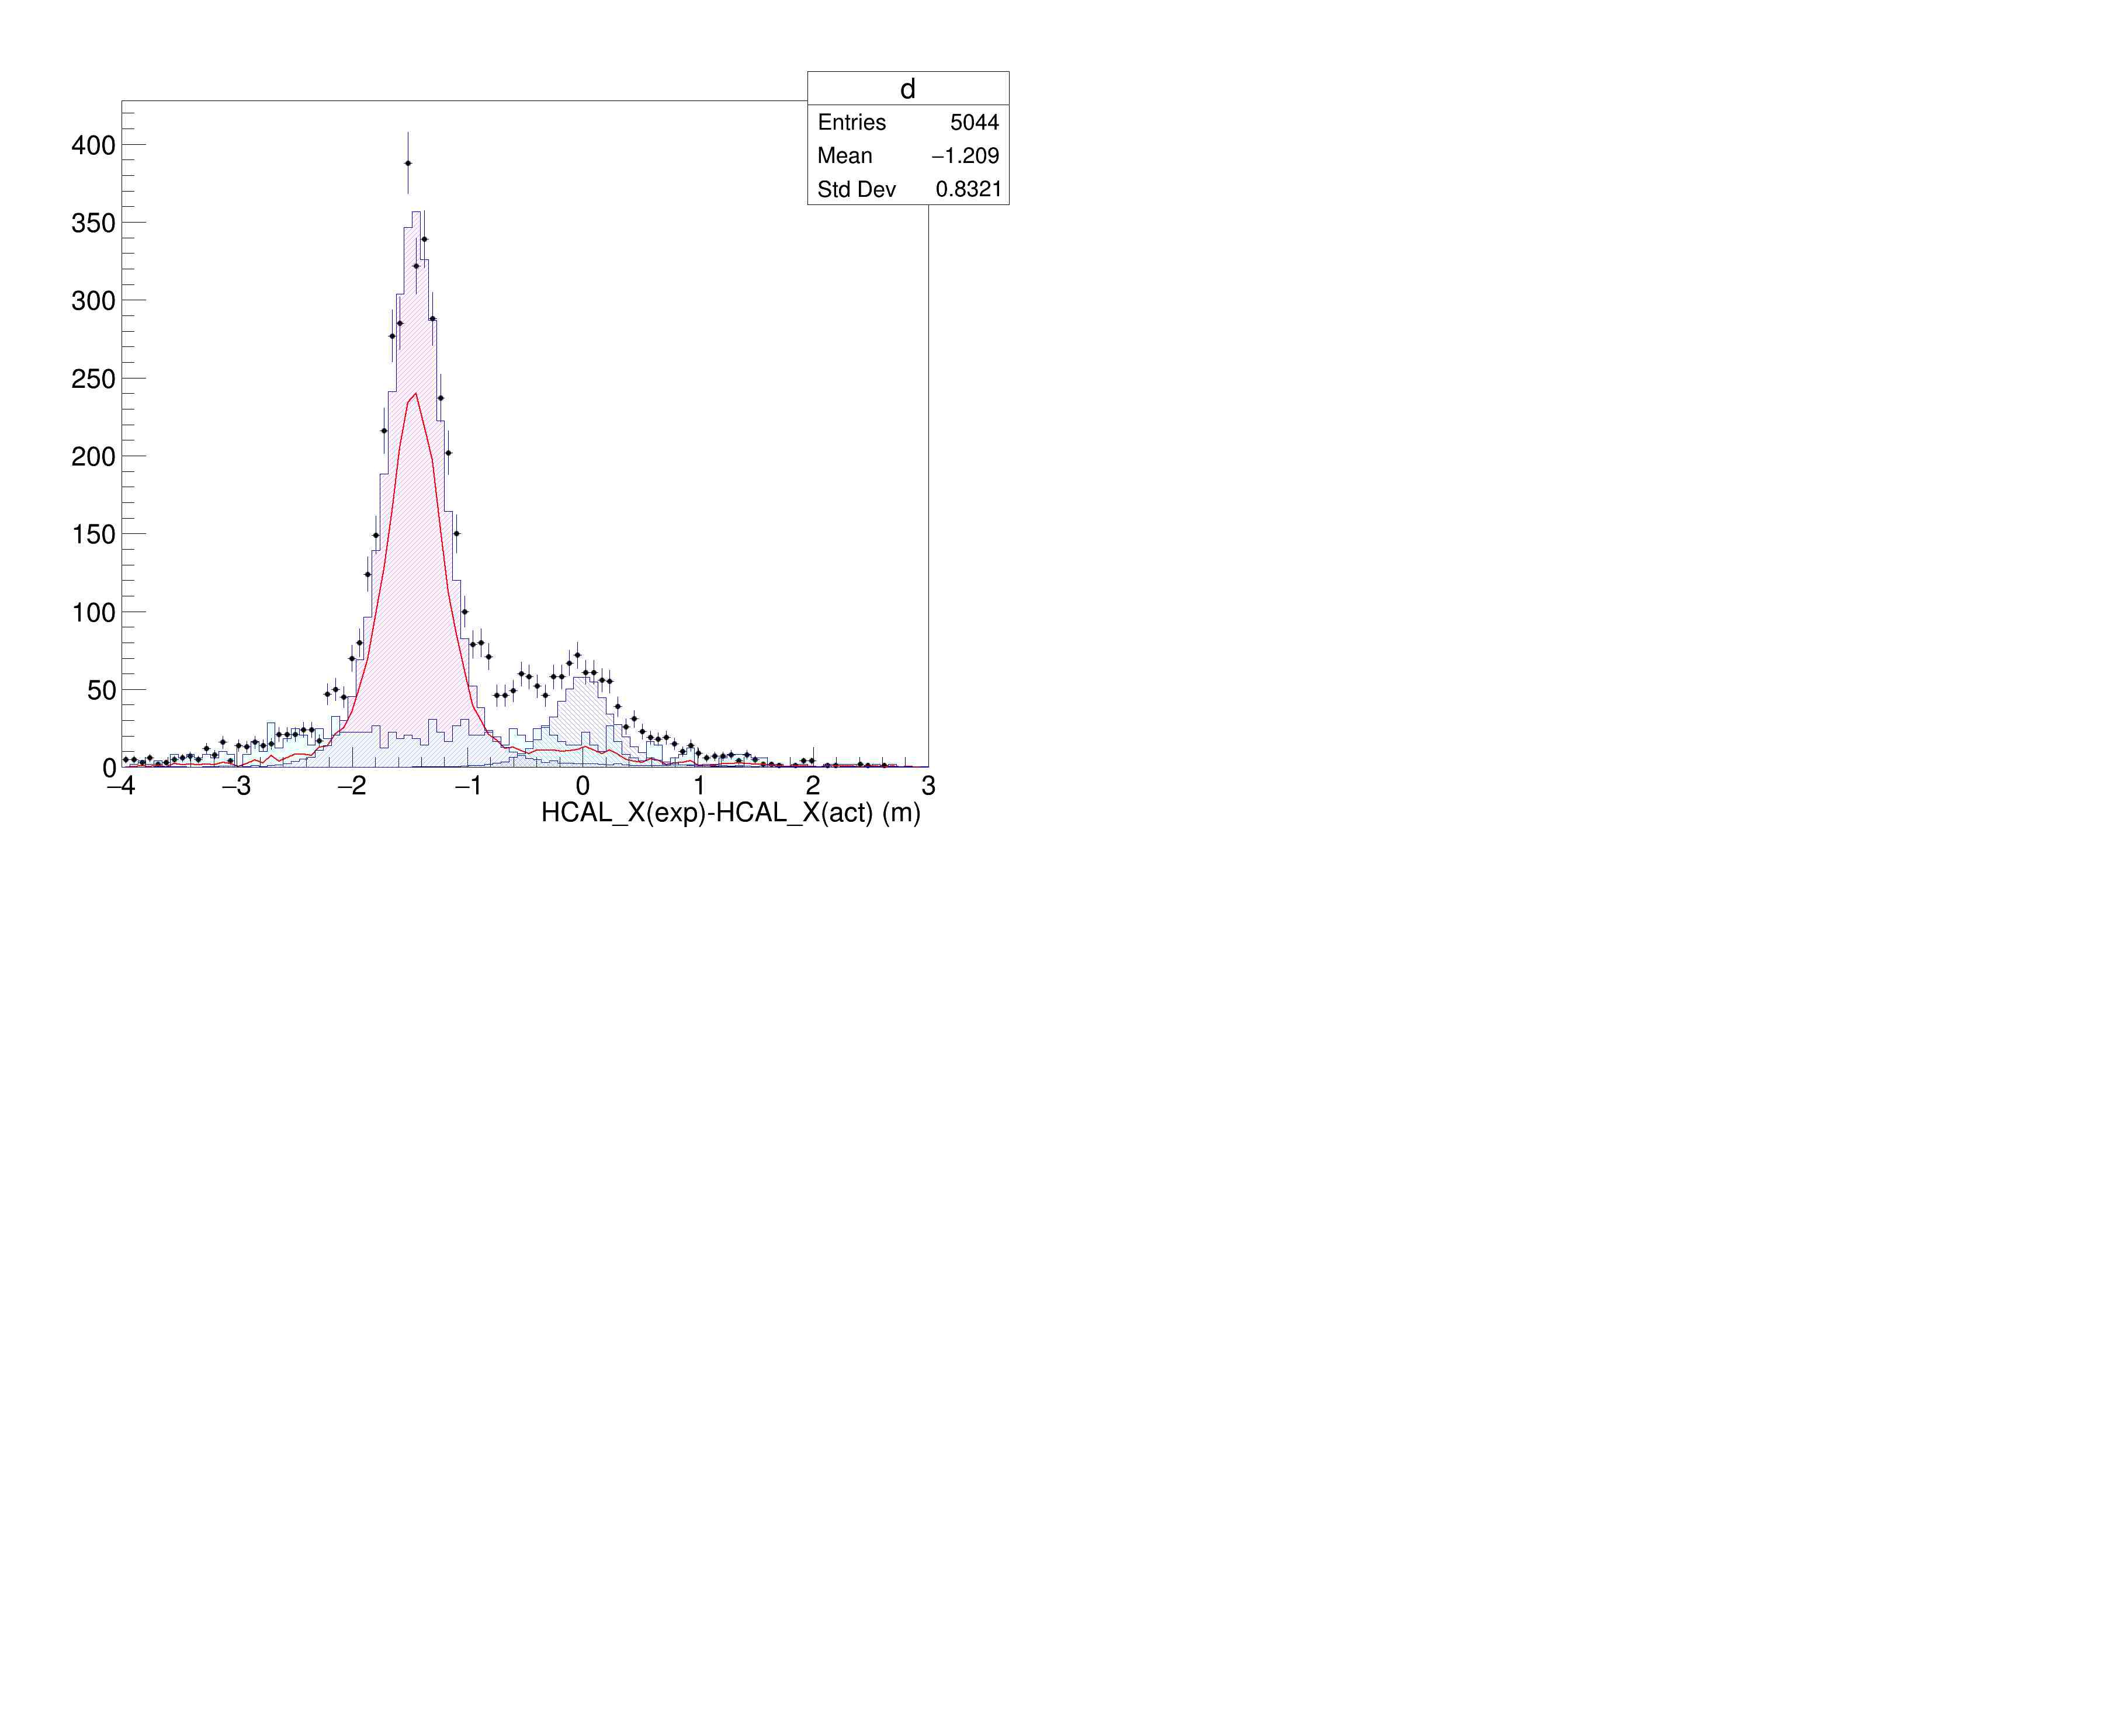 d
Entries 5044
Mean −1.209
Std Dev 0.8321
400
350
300
250
200
150
100
50
0
−4 −3 −2 −1 0 1 2 3
HCAL_X(exp)-HCAL_X(act) (m)